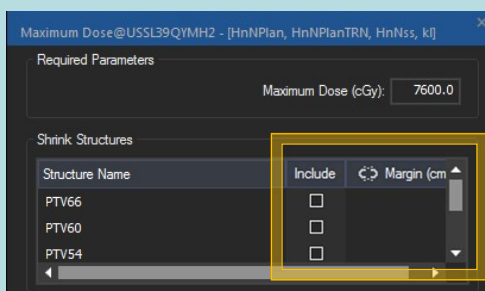 Maximum Dose@USSL39QYMH2 - [HnNPlan, HnNPlanTRN, HnNss, kl]
Required Parameters
Maximum Dose (cGy): 7600.0
Shrink Structures
Structure Name Include Margin (cm
PTV66
PTV60
PTV54